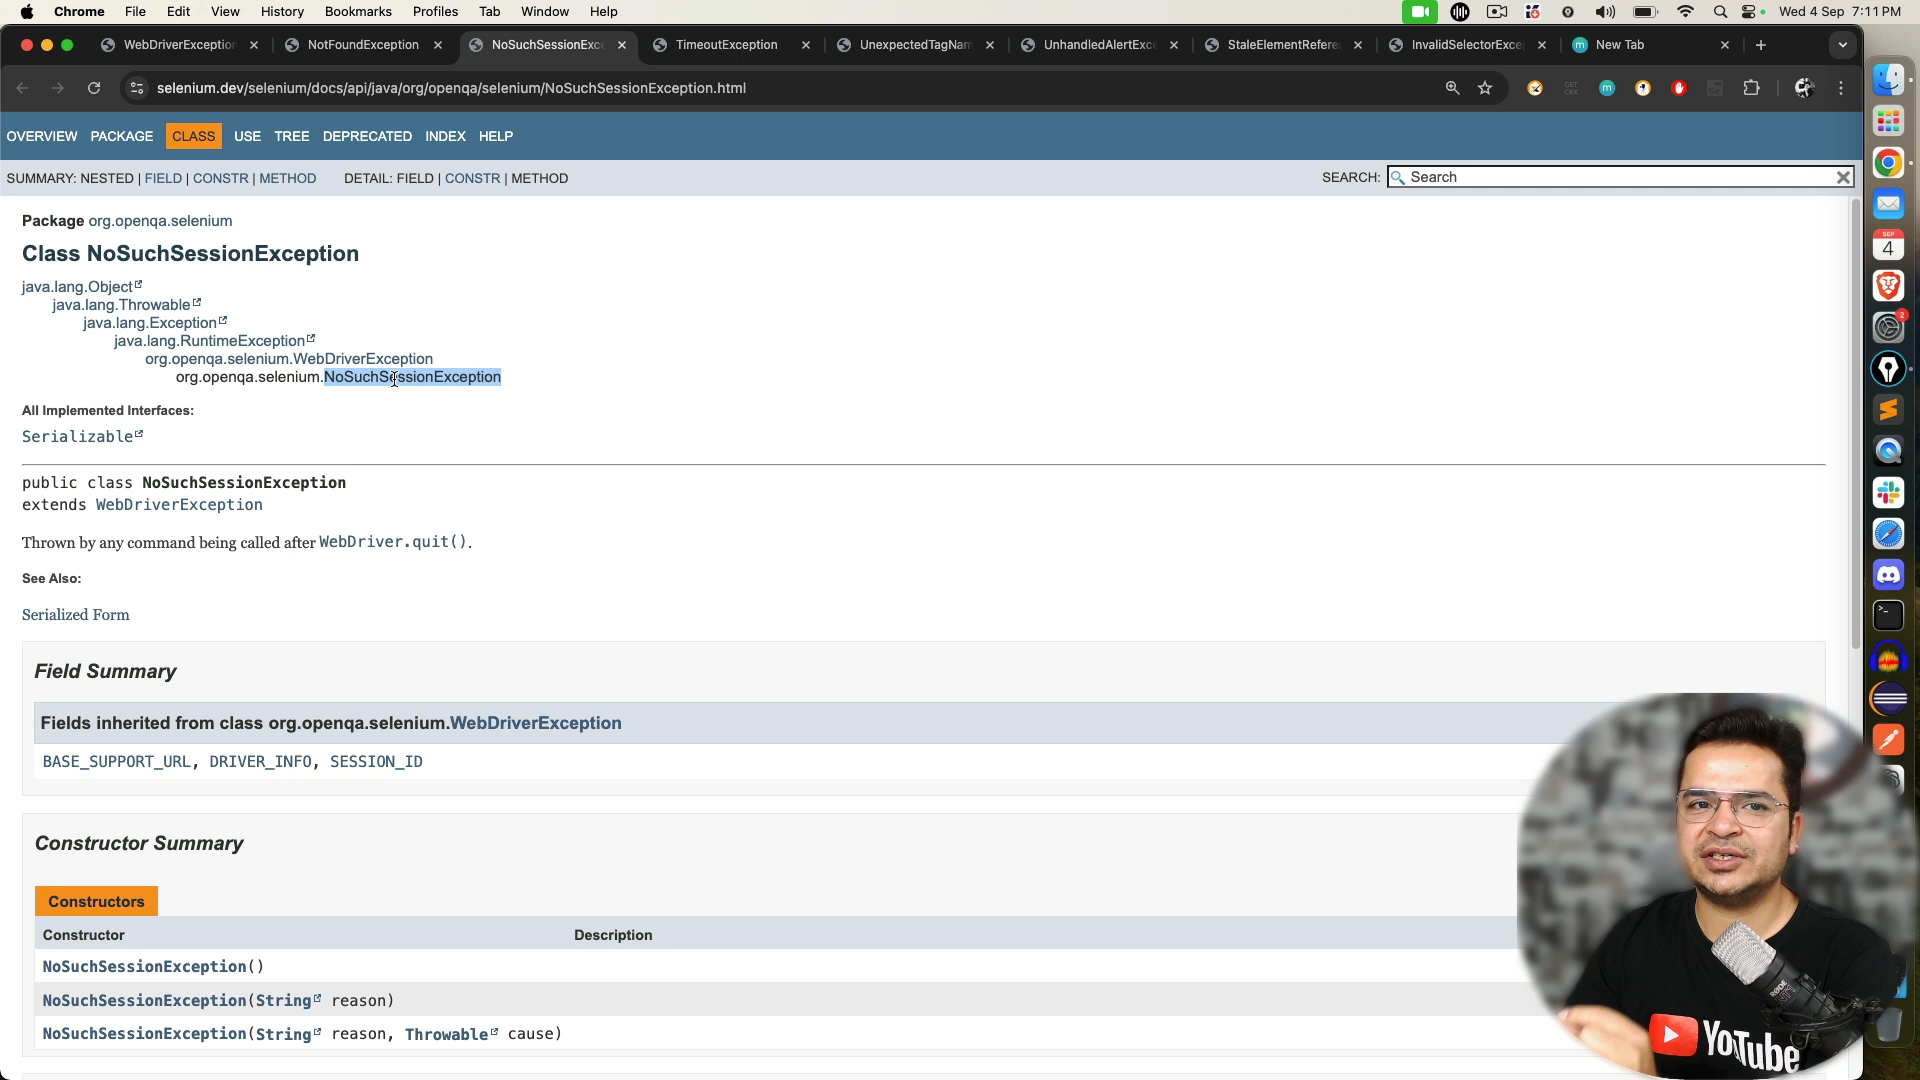 Chrome File Edit View History Bookmarks Profiles Tab Window Help Wed 4 Sep 7:11 PM
WebDriverException NotFoundException NoSuchSessionExce TimeoutException UnexpectedTagNam UnhandledAlertExc StaleElementReferen InvalidSelectorExce New Tab
selenium.dev/selenium/docs/api/java/org/openqa/selenium/NoSuchSessionException.html
OVERVIEW PACKAGE CLASS USE TREE DEPRECATED INDEX HELP
SUMMARY: NESTED | FIELD | CONSTR | METHOD DETAIL: FIELD | CONSTR | METHOD SEARCH: Search
Package org.openqa.selenium
Class NoSuchSessionException
java.lang.Object
java.lang.Throwable
java.lang.Exception
java.lang.RuntimeException
org.openqa.selenium.WebDriverException
org.openqa.selenium.NoSuchSessionException
All Implemented Interfaces:
Serializable
public class NoSuchSessionException
extends WebDriverException
Thrown by any command being called after WebDriver.quit().
See Also:
Serialized Form
Field Summary
Fields inherited from class org.openqa.selenium.WebDriverException
BASE_SUPPORT_URL, DRIVER_INFO, SESSION_ID
Constructor Summary
Constructors
Constructor Description
NoSuchSessionException()
NoSuchSessionException(String reason)
NoSuchSessionException(String reason, Throwable cause)
SEP
4
2
RØDE
YouTube